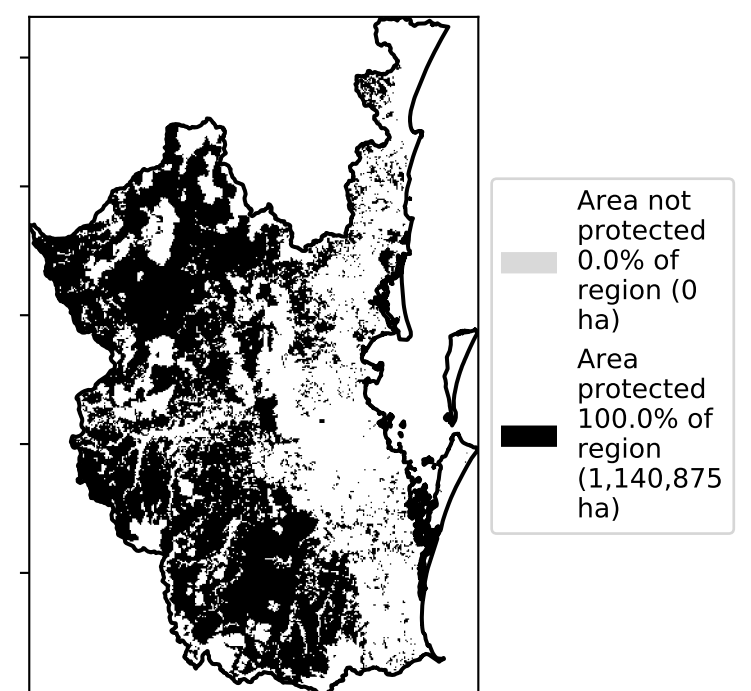 Area not
protected
0.0% of
region (0
ha)
Area
protected
100.0% of
region
(1,140,875
ha)